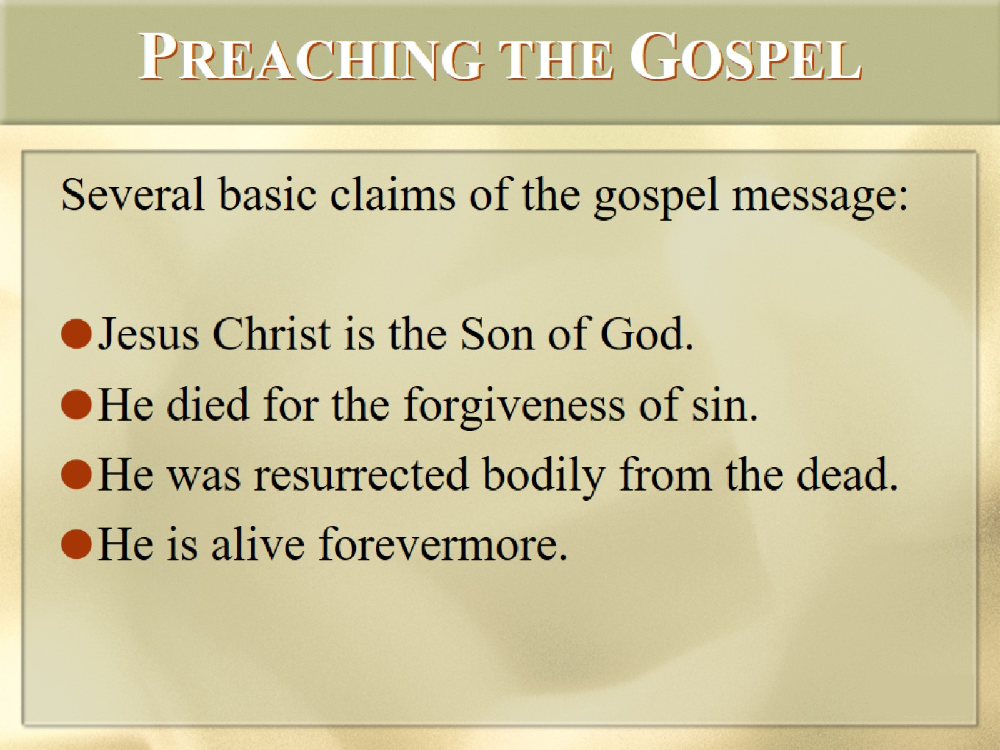 PREACHING THE GOSPEL
Several basic claims of the gospel message:
●Jesus Christ is the Son of God.
●He died for the forgiveness of sin.
●He was resurrected bodily from the dead.
●He is alive forevermore.